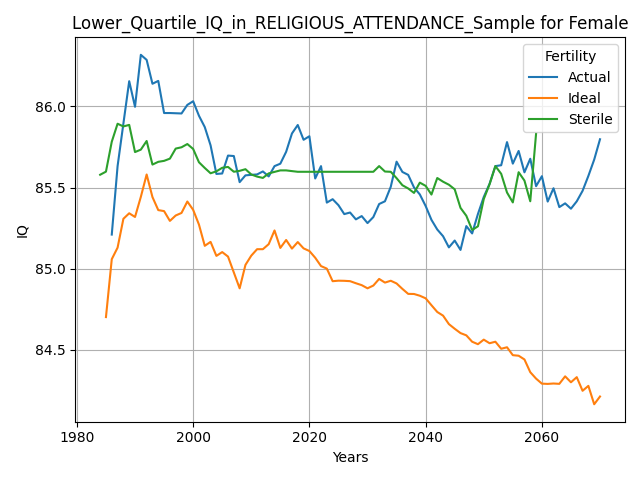 Lower_Quartile_IQ_in_RELIGIOUS_ATTENDANCE_Sample for Female
Fertility
Actual
Ideal
Sterile
86.0
85.5
85.0
84.5
IQ
1980
2000
2020
2040
2060
Years